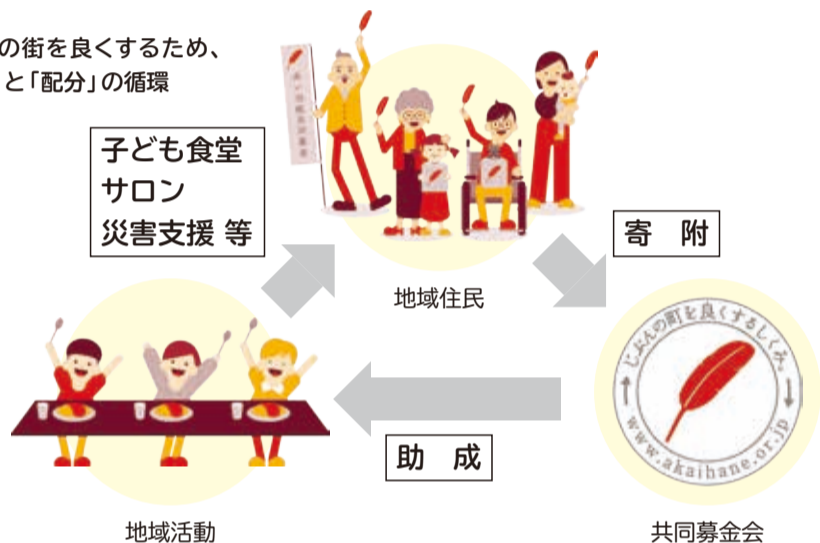 の街を良くするため、
と「配分」の循環
子ども食堂
サロン
災害支援 等
寄 附
地域住民
じぶんの町を良くするしくみ。
www.akaihane.or.jp
助 成
地域活動
共同募金会